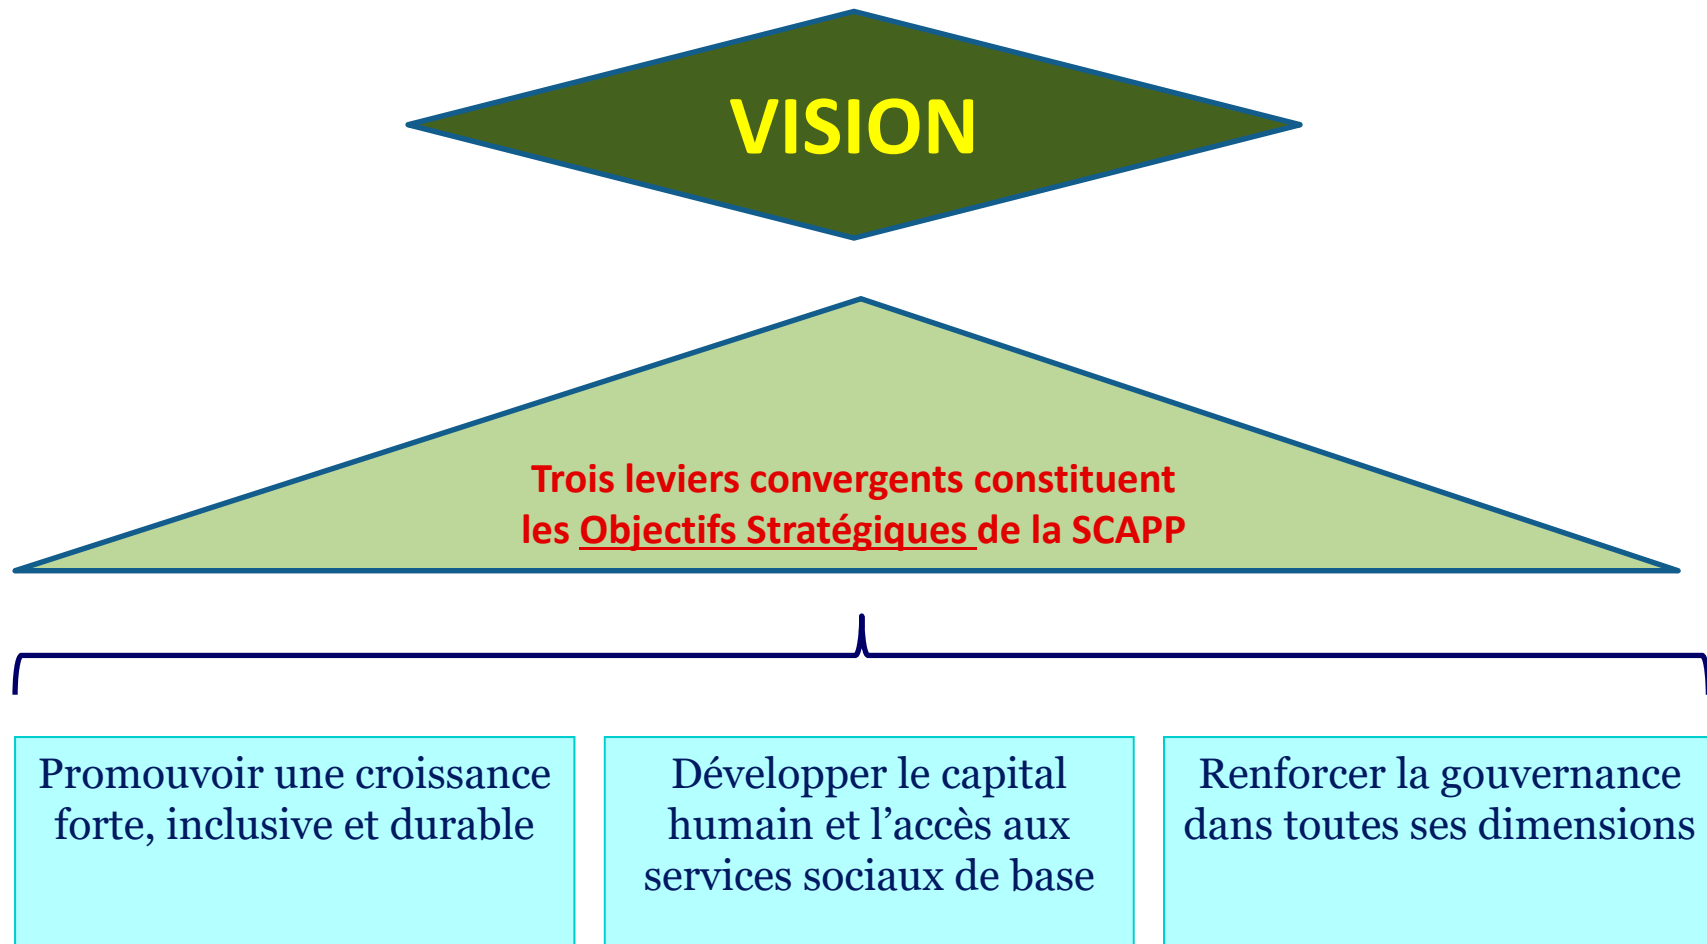 VISION
Trois leviers convergents constituent
les Objectifs Stratégiques de la SCAPP
Promouvoir une croissance
forte, inclusive et durable
Développer le capital
humain et l’accès aux
services sociaux de base
Renforcer la gouvernance
dans toutes ses dimensions